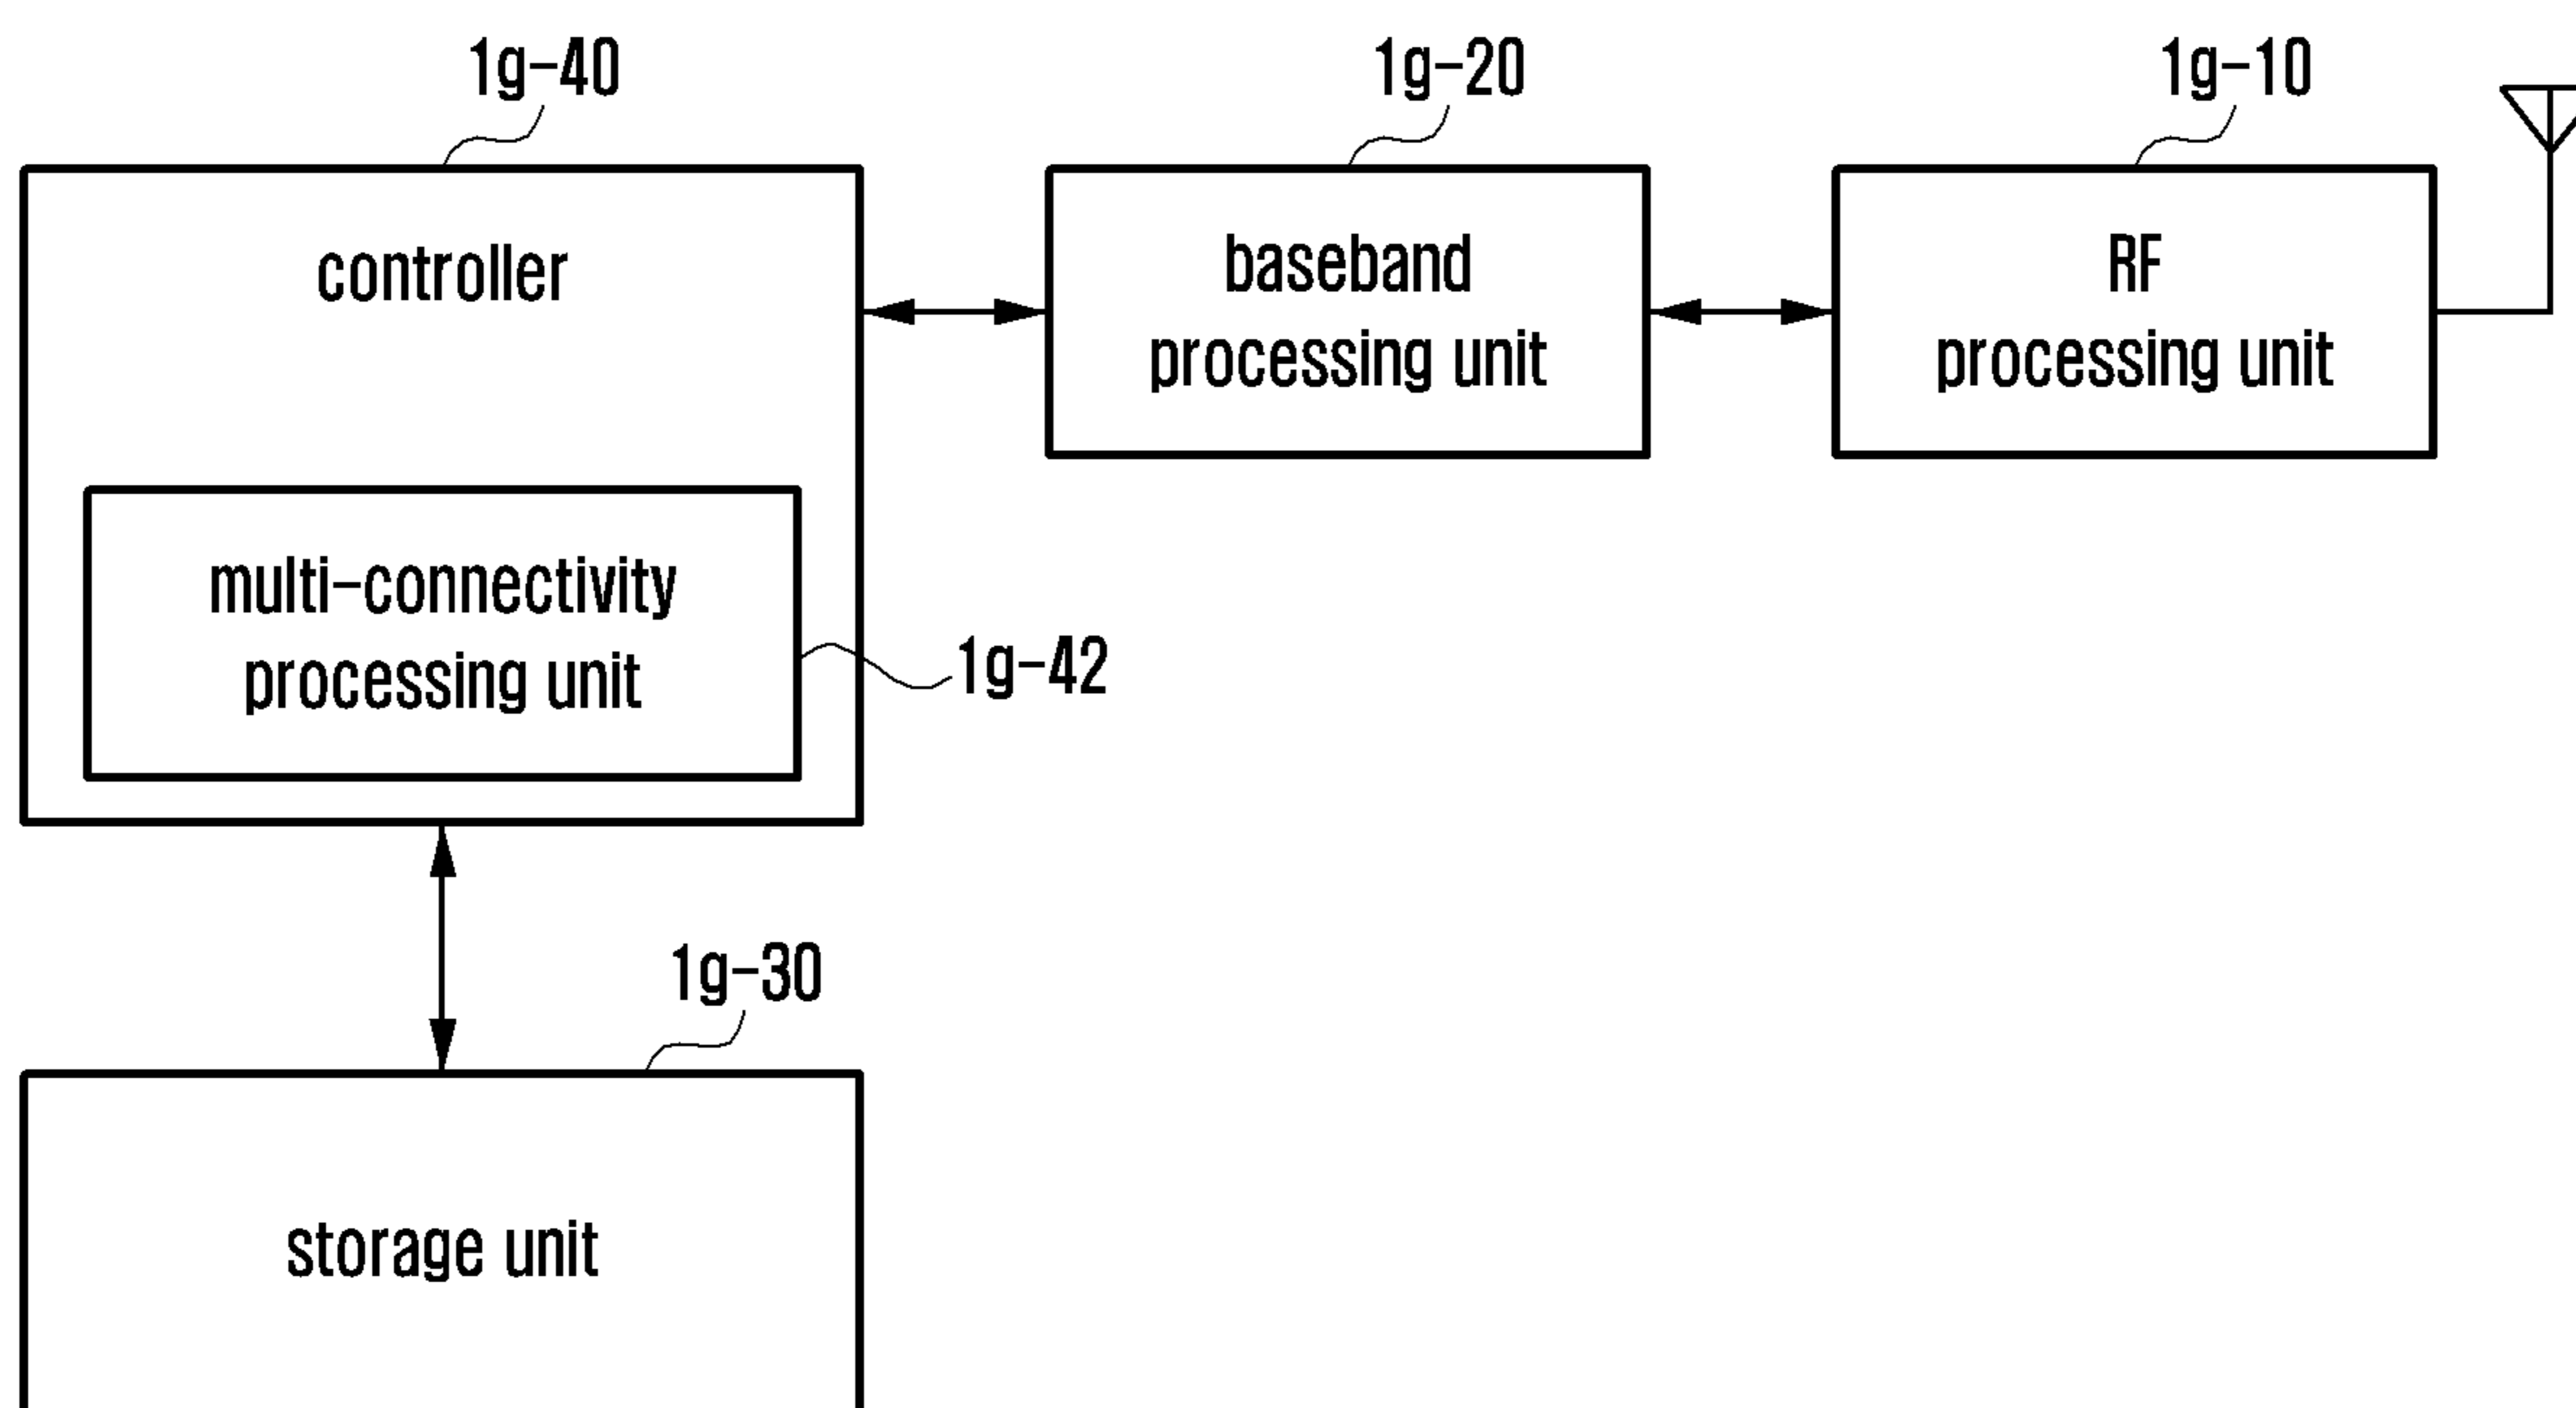 1g-40
1g-20
1g-10
controller
baseband
processing unit
RF
processing unit
multi-connectivity
processing unit
1g-42
1g-30
storage unit